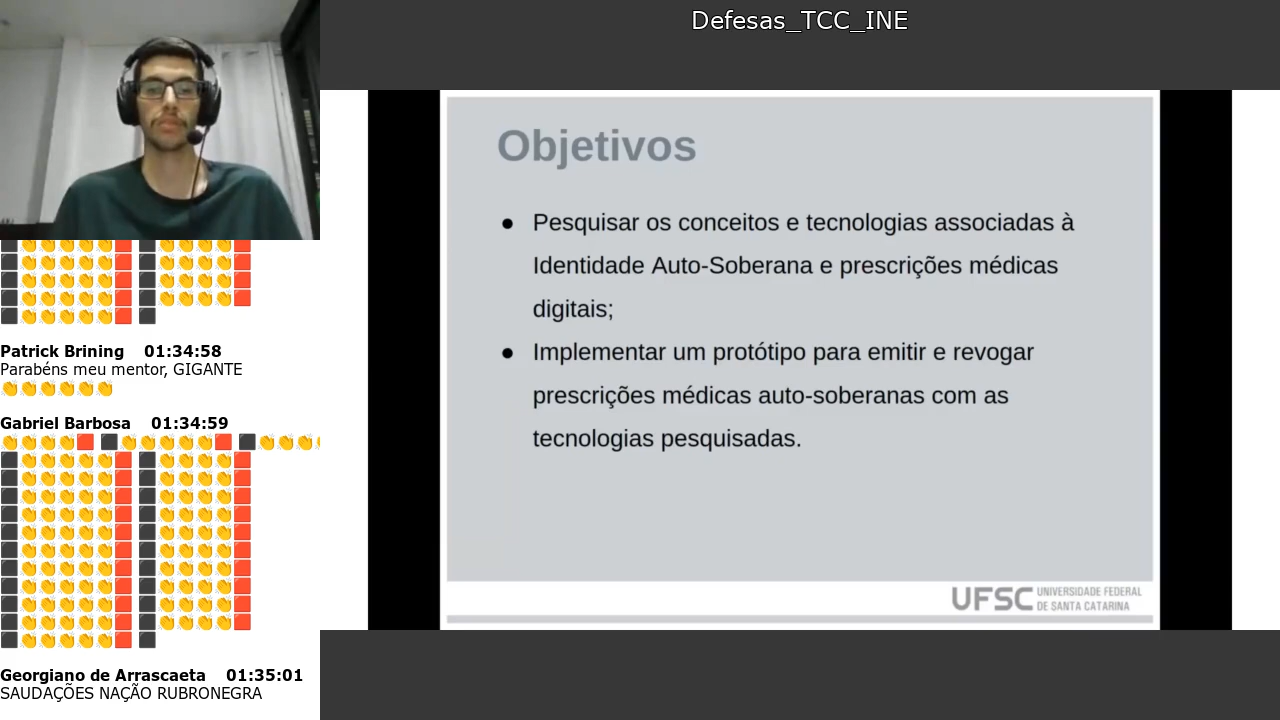 Defesas_TCC_INE
Objetivos
● Pesquisar os conceitos e tecnologias associadas à
Identidade Auto-Soberana e prescrições médicas
digitais;
● Implementar um protótipo para emitir e revogar
prescrições médicas auto-soberanas com as
tecnologias pesquisadas.
UFSC UNIVERSIDADE FEDERAL
DE SANTA CATARINA
Patrick Brining 01:34:58
Parabéns meu mentor, GIGANTE
👏👏👏👏👏👏
Gabriel Barbosa 01:34:59
Georgiano de Arrascaeta 01:35:01
SAUDAÇÕES NAÇÃO RUBRONEGRA